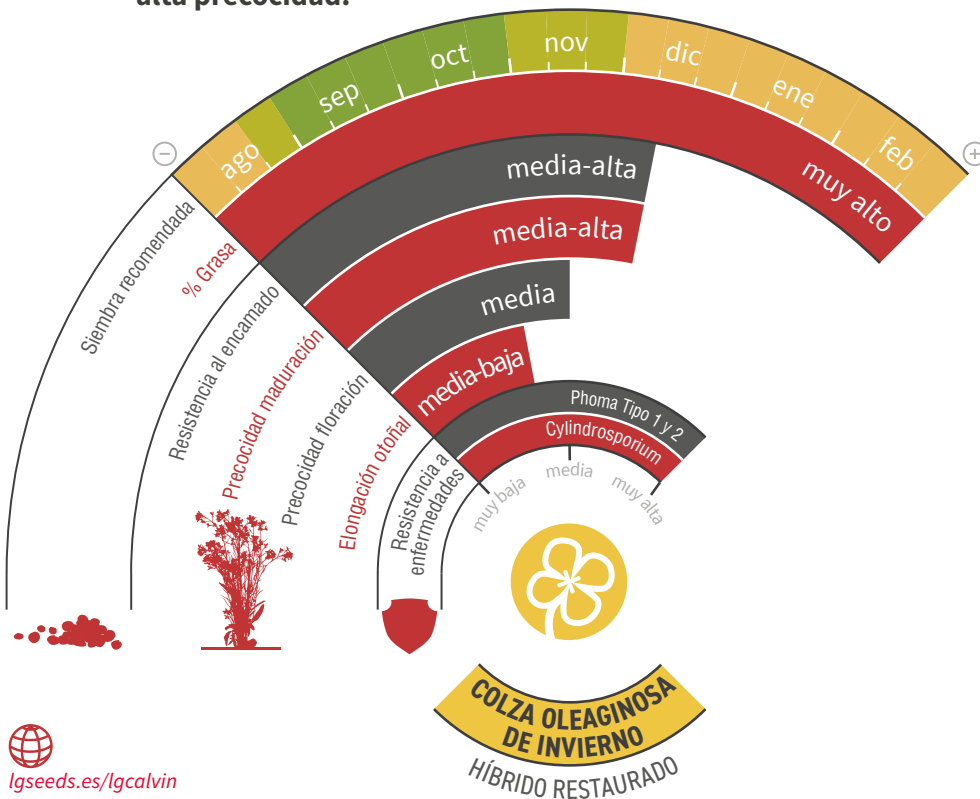 alta precocidad.
ago sep oct nov dic ene feb
Siembra recomendada
% Grasa
muy alto
Resistencia al encamado
media-alta
Precocidad maduración
media-alta
Precocidad floración
media
Elongación otoñal
media-baja
Resistencia a
enfermedades
Phoma Tipo 1 y 2
Cylindrosporium
muy baja
media
muy alta
COLZA OLEAGINOSA
DE INVIERNO
HÍBRIDO RESTAURADO
lgseeds.es/lgcalvin